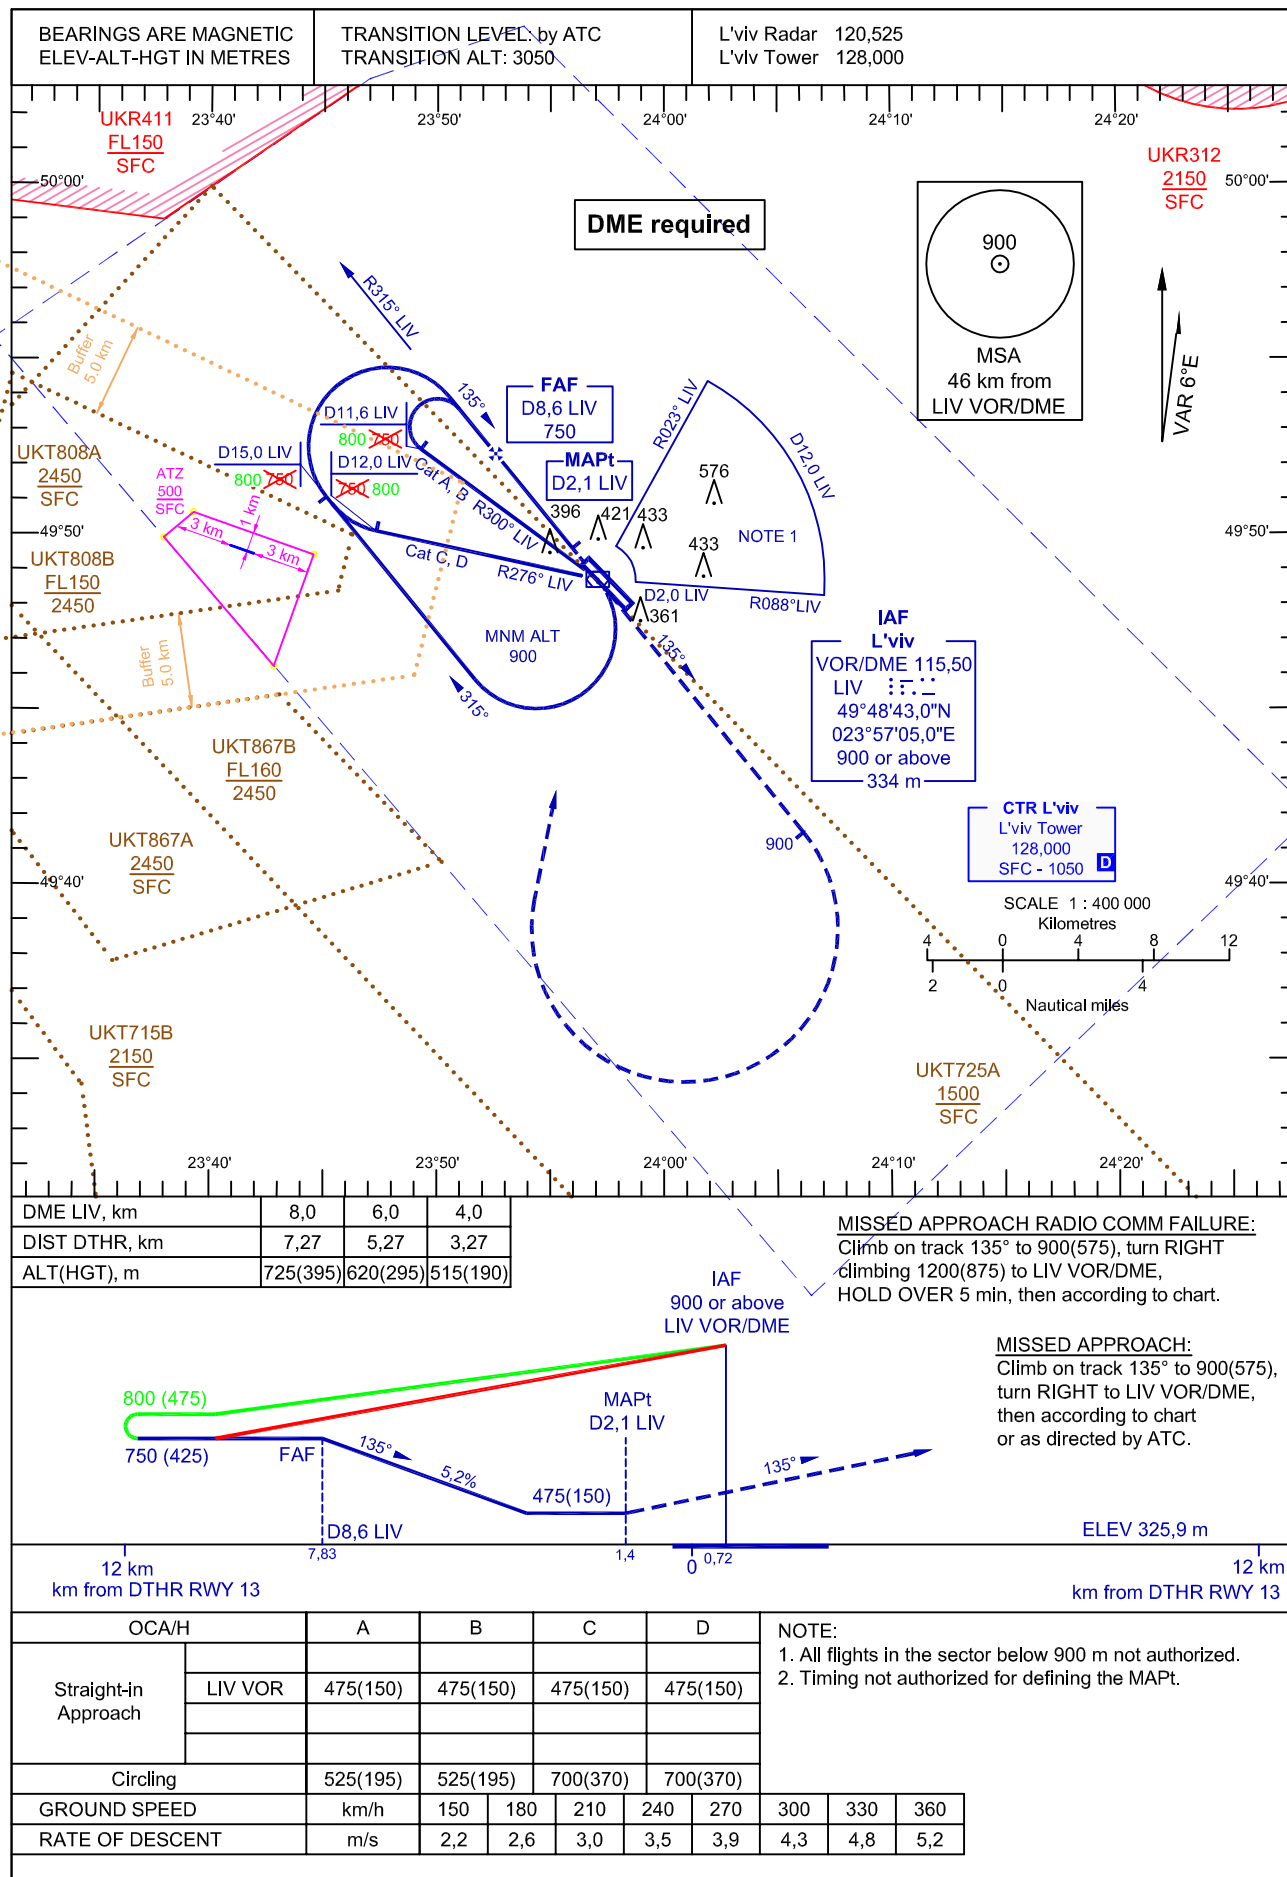 BEARINGS ARE MAGNETIC
ELEV-ALT-HGT IN METRES
TRANSITION LEVEL: by ATC
TRANSITION ALT: 3050
L'viv Radar 120,525
L'viv Tower 128,000
23°40'
23°50'
24°00'
24°10'
24°20'
UKR411
FL150
SFC
UKR312
2150
SFC
50°00'
50°00'
DME required
900
MSA
46 km from
LIV VOR/DME
VAR 6°E
R315° LIV
Buffer
5.0 km
135°
FAF
D8,6 LIV
750
D11,6 LIV
800 750
MAPt
D2,1 LIV
R023° LIV
D12,0 LIV
UKT808A
2450
SFC
ATZ
500
SFC
D15,0 LIV
800 750
D12,0 LIV
750 800
Cat A, B
R300° LIV
576
396
421
433
NOTE 1
433
49°50'
49°50'
3 km
1 km
3 km
Cat C, D
R276° LIV
D2,0 LIV
R088°LIV
361
UKT808B
FL150
2450
MNM ALT
900
135°
315°
Buffer
5.0 km
IAF
L'viv
VOR/DME 115,50
LIV
49°48'43,0"N
023°57'05,0"E
900 or above
334 m
UKT867B
FL160
2450
UKT867A
2450
SFC
900
CTR L'viv
L'viv Tower
128,000
SFC - 1050 D
49°40'
49°40'
SCALE 1 : 400 000
Kilometres
4 0 4 8 12
2 0 4
Nautical miles
UKT715B
2150
SFC
UKT725A
1500
SFC
23°40'
23°50'
24°00'
24°10'
24°20'
DME LIV, km 8,0 6,0 4,0
DIST DTHR, km 7,27 5,27 3,27
ALT(HGT), m 725(395) 620(295) 515(190)
MISSED APPROACH RADIO COMM FAILURE:
Climb on track 135° to 900(575), turn RIGHT
climbing 1200(875) to LIV VOR/DME,
HOLD OVER 5 min, then according to chart.
IAF
900 or above
LIV VOR/DME
MISSED APPROACH:
Climb on track 135° to 900(575),
turn RIGHT to LIV VOR/DME,
then according to chart
or as directed by ATC.
800 (475)
750 (425)
FAF
135°
5,2%
MAPt
D2,1 LIV
475(150)
135°
D8,6 LIV
ELEV 325,9 m
7,83
1,4
0
0,72
12 km
12 km
km from DTHR RWY 13
km from DTHR RWY 13
OCA/H A B C D
Straight-in
Approach
LIV VOR 475(150) 475(150) 475(150) 475(150)
Circling 525(195) 525(195) 700(370) 700(370)
NOTE:
1. All flights in the sector below 900 m not authorized.
2. Timing not authorized for defining the MAPt.
GROUND SPEED km/h 150 180 210 240 270 300 330 360
RATE OF DESCENT m/s 2,2 2,6 3,0 3,5 3,9 4,3 4,8 5,2